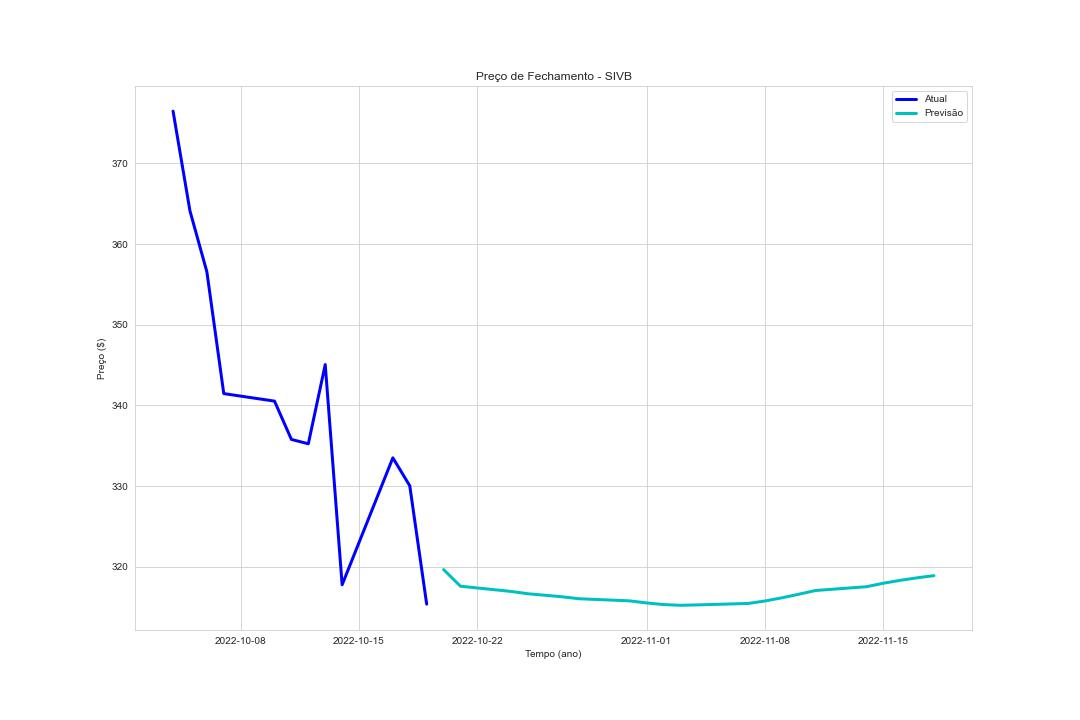 Preço de Fechamento - SIVB
Atual
Previsão
370
360
350
340
330
320
Preço ($)
2022-10-08
2022-10-15
2022-10-22
2022-11-01
2022-11-08
2022-11-15
Tempo (ano)